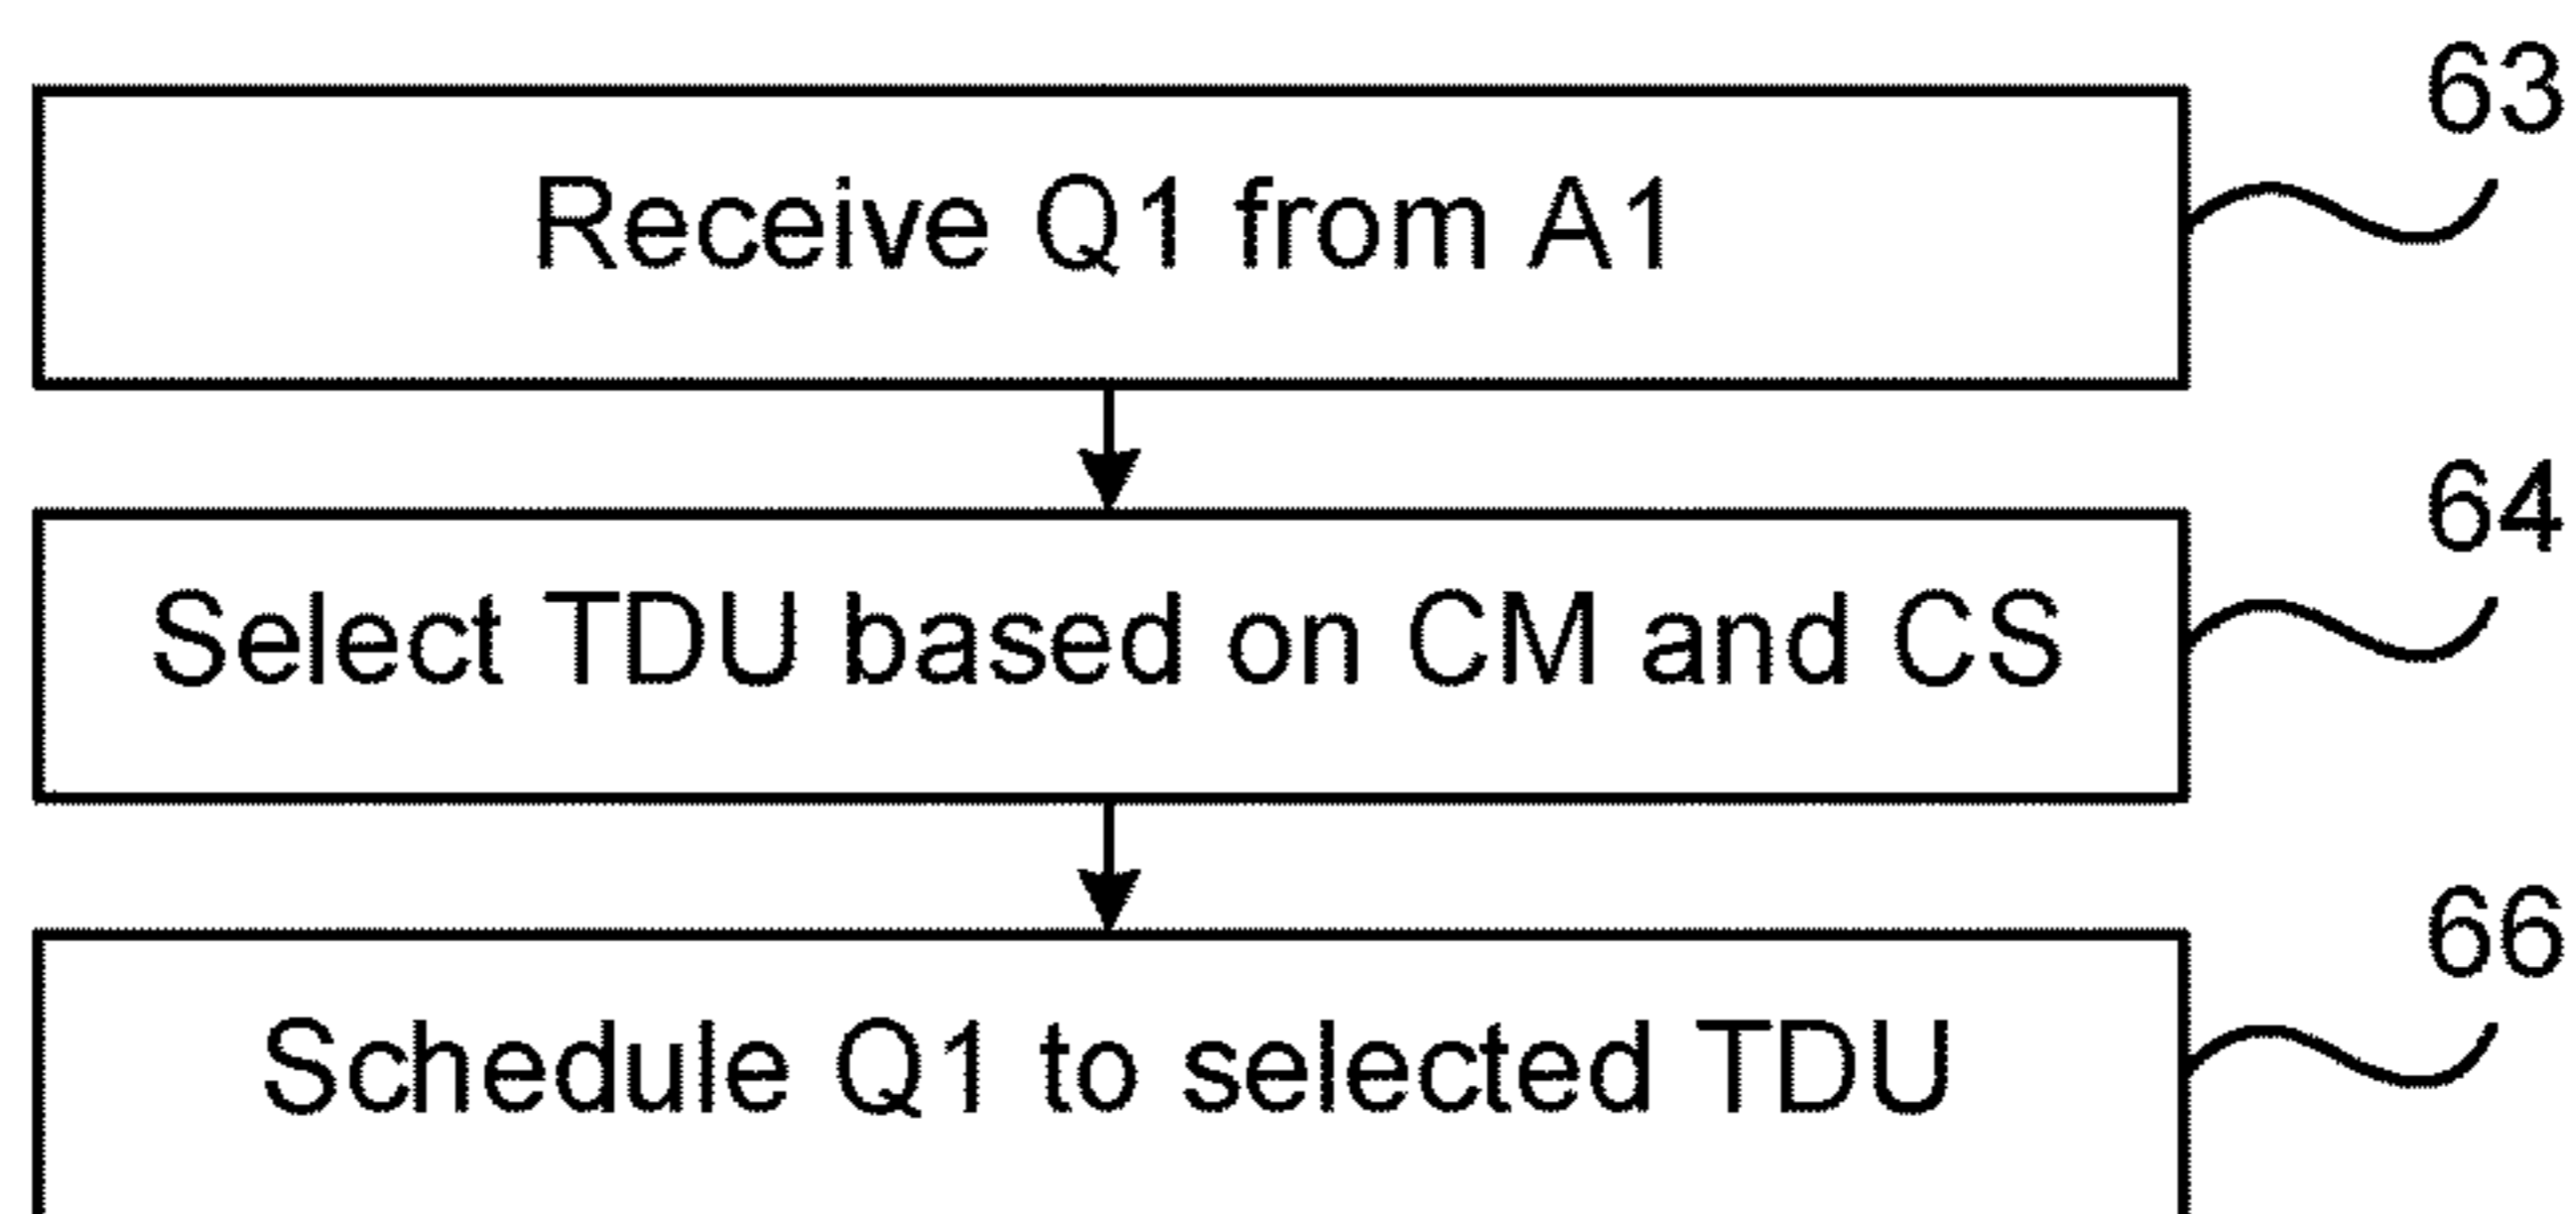 63
Receive Q1 from A1
64
Select TDU based on CM and CS
66
Schedule Q1 to selected TDU